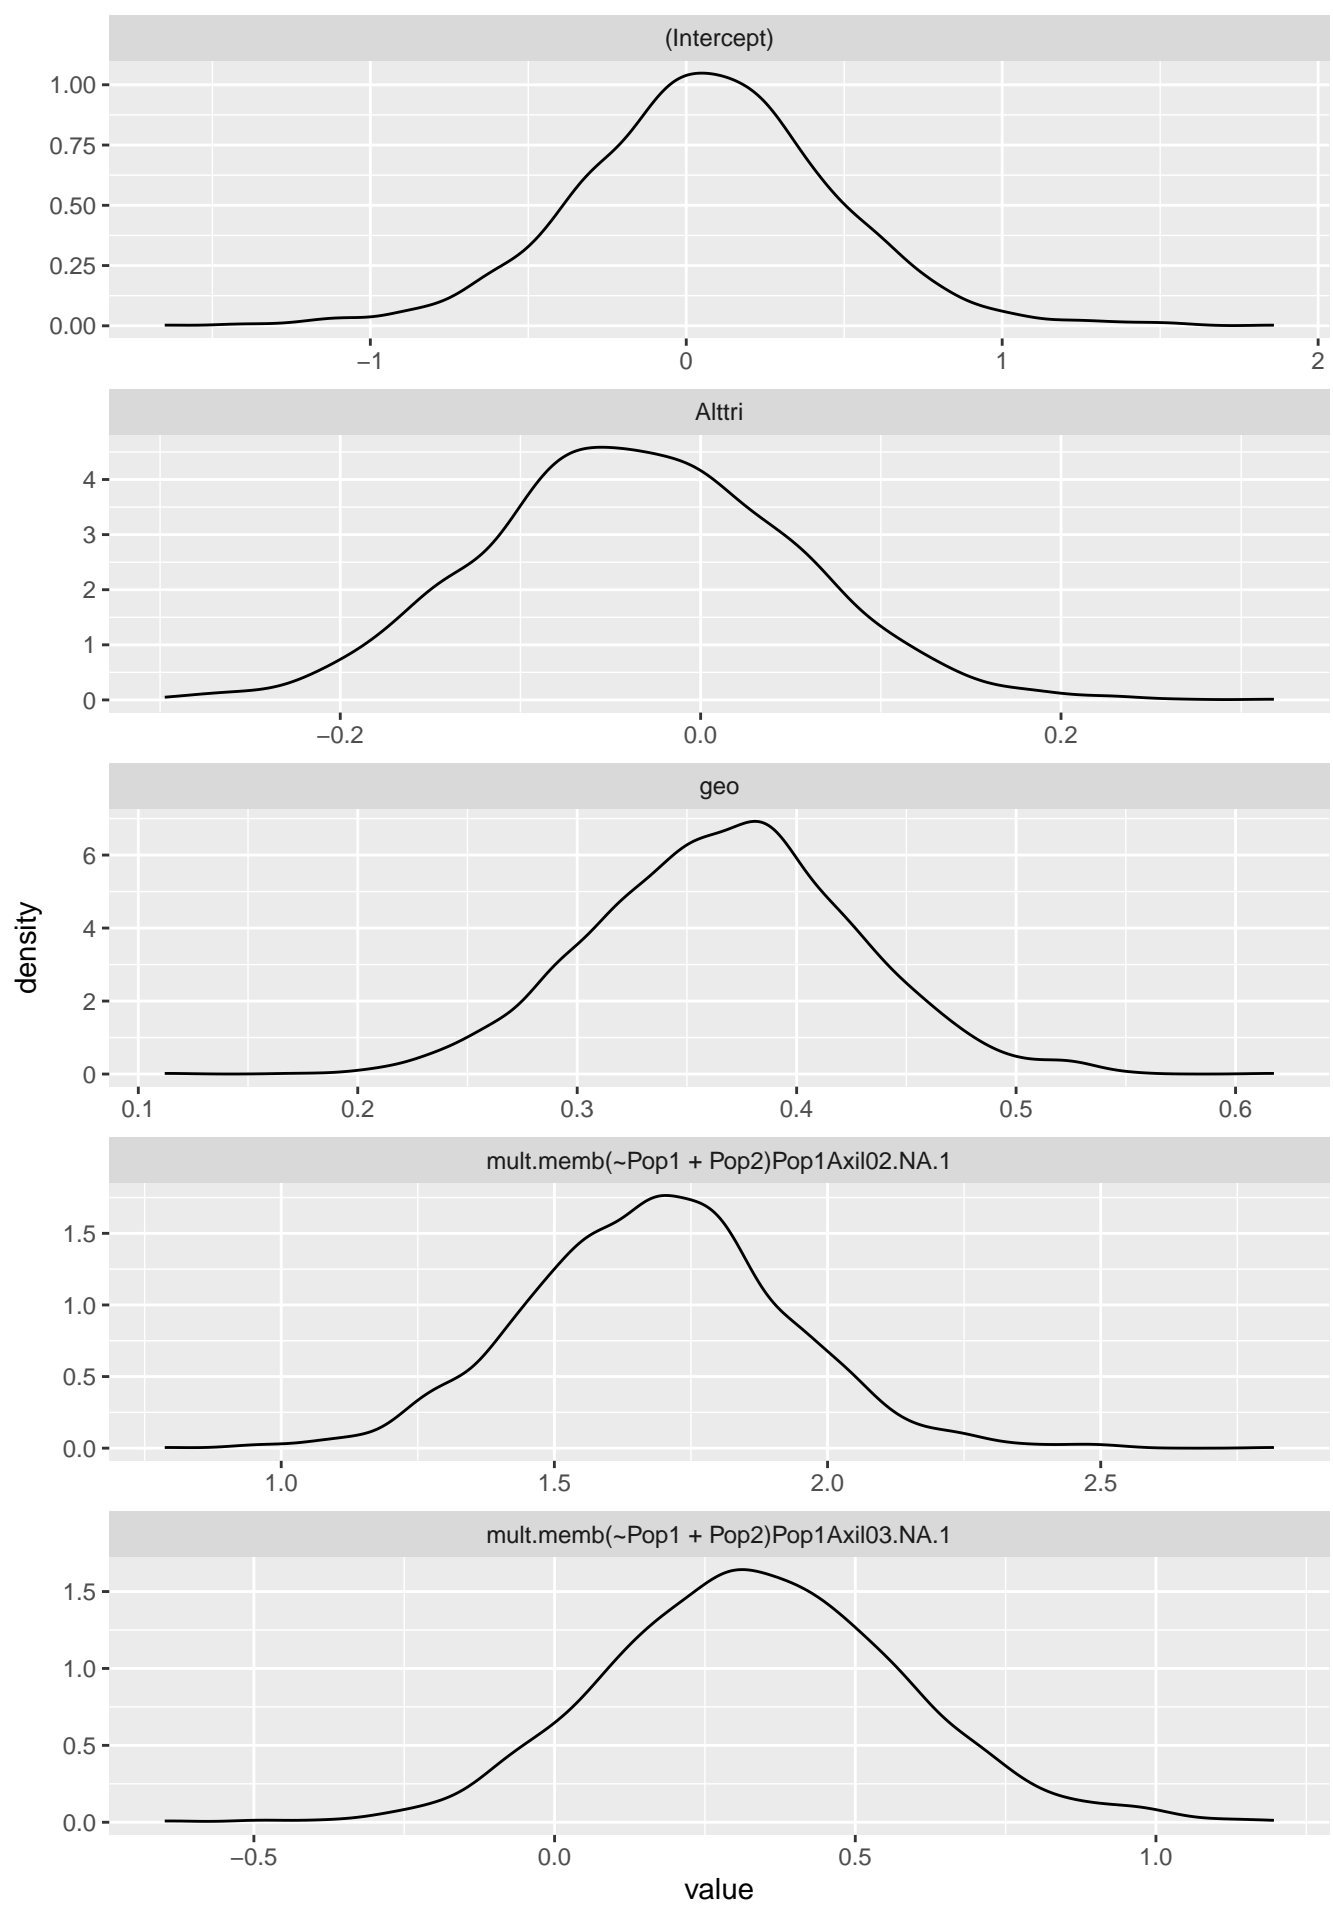 (Intercept)
1.00
0.75
0.50
0.25
0.00
−1 0 1 2
Alttri
4
3
2
1
0
−0.2 0.0 0.2
geo
6
4
2
0
0.1 0.2 0.3 0.4 0.5 0.6
density
mult.memb(~Pop1 + Pop2)Pop1Axil02.NA.1
1.5
1.0
0.5
0.0
1.0 1.5 2.0 2.5
mult.memb(~Pop1 + Pop2)Pop1Axil03.NA.1
1.5
1.0
0.5
0.0
−0.5 0.0 0.5 1.0
value